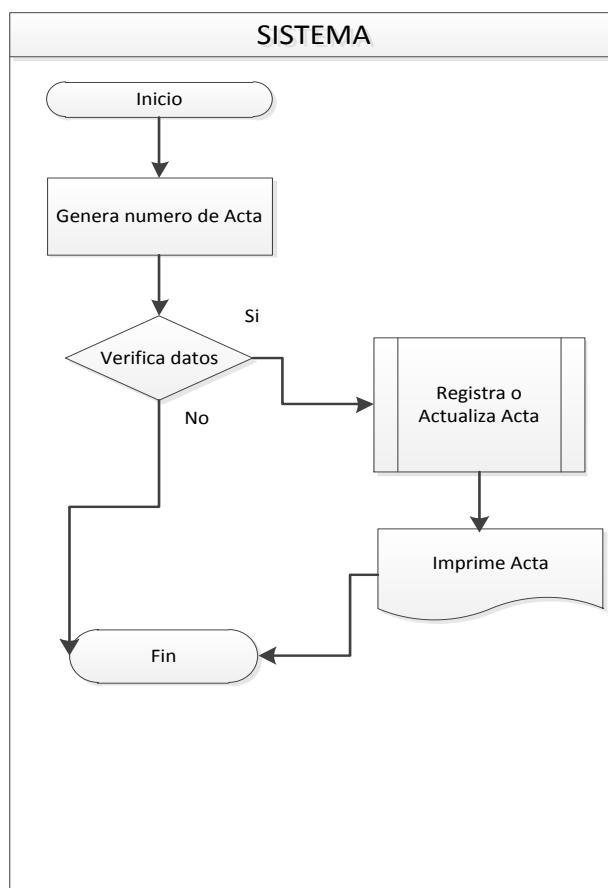 SISTEMA
Inicio
Genera numero de Acta
Si
Verifica datos
No
Registra o
Actualiza Acta
Imprime Acta
Fin